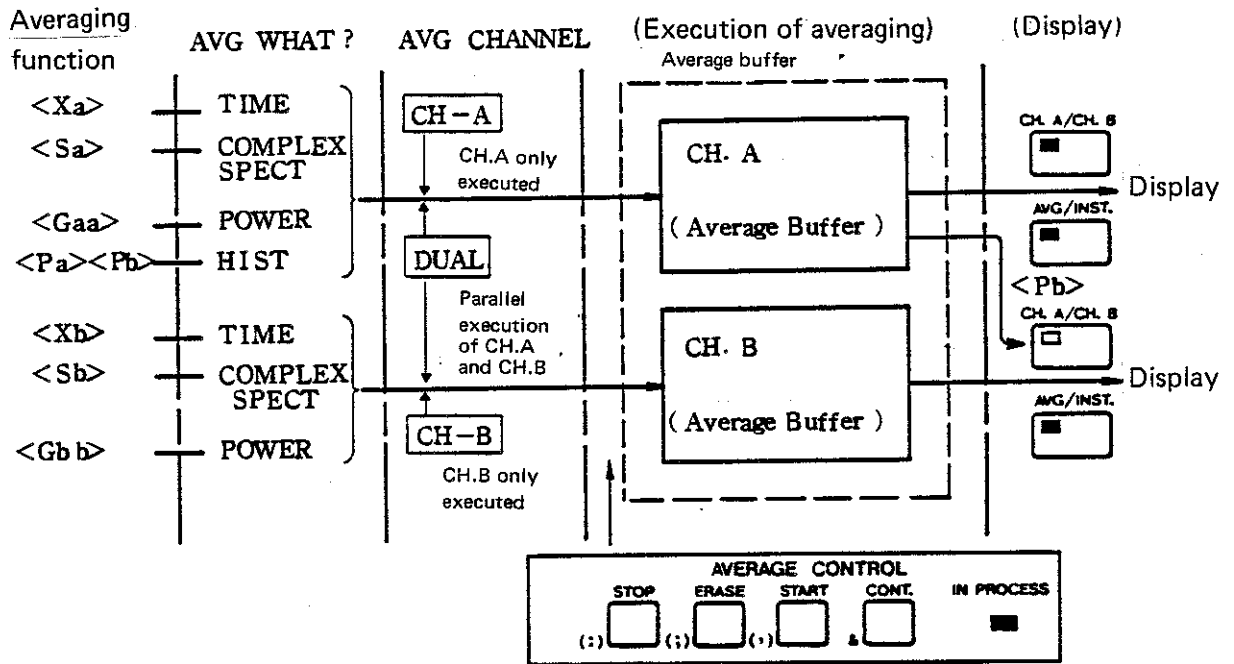 Averaging
function
AVG WHAT?
AVG CHANNEL
(Execution of averaging)
Average buffer
(Display)
<Xa>
TIME
<Sa>
COMPLEX
SPECT
<Gaa>
POWER
<Pa><Pb>
HIST
<Xb>
TIME
<Sb>
COMPLEX
SPECT
<Gbb>
POWER
CH-A
CH.A only
executed
DUAL
Parallel
execution
of CH.A
and CH.B
CH-B
CH.B only
executed
CH. A
(Average Buffer)
CH. B
(Average Buffer)
CH. A/CH. B
Display
AVG/INST.
<Pb>
CH. A/CH. B
Display
AVG/INST.
AVERAGE CONTROL
STOP ERASE START CONT. IN PROCESS
(:) (;) (,) &